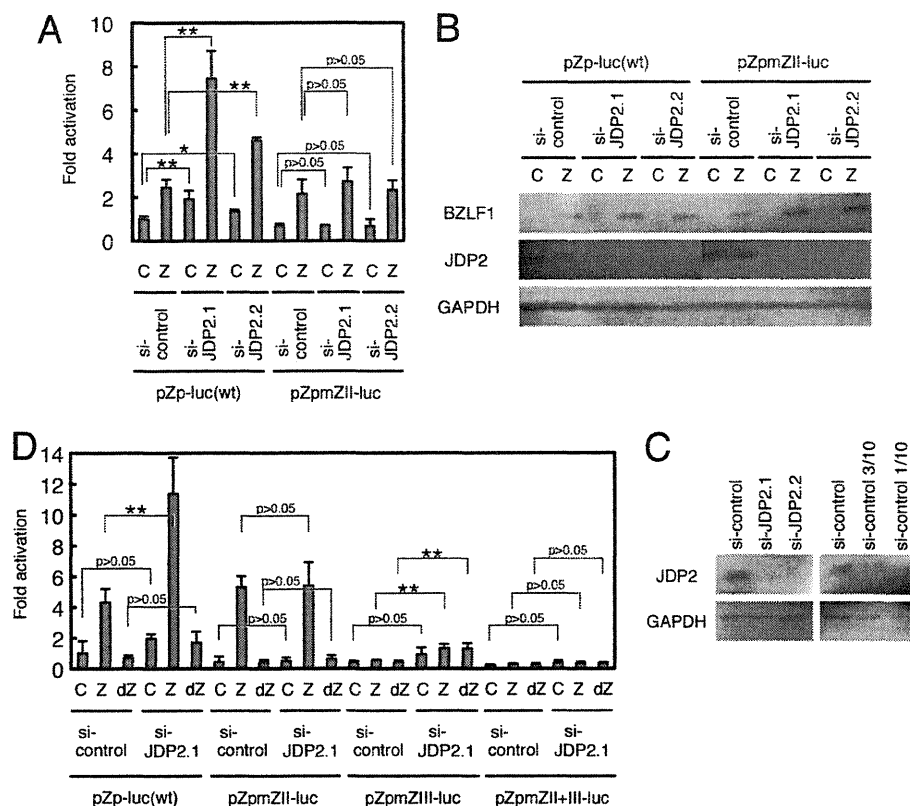 A
Fold activation
10
8
6
4
2
0
**
**
*
**
p>0.05
p>0.05
p>0.05
p>0.05
C Z C Z C Z C Z C Z C Z
si-control
si-JDP2.1
si-JDP2.2
si-control
si-JDP2.1
si-JDP2.2
pZp-luc(wt)
pZpmZII-luc
B
pZp-luc(wt)
pZpmZII-luc
si-control
si-JDP2.1
si-JDP2.2
si-control
si-JDP2.1
si-JDP2.2
C Z C Z C Z C Z C Z C Z
BZLF1
JDP2
GAPDH
D
Fold activation
14
12
10
8
6
4
2
0
**
p>0.05
p>0.05
p>0.05
p>0.05
p>0.05
**
**
p>0.05
p>0.05
p>0.05
C Z dZ C Z dZ C Z dZ C Z dZ C Z dZ C Z dZ C Z dZ C Z dZ
si-control
si-JDP2.1
si-control
si-JDP2.1
si-control
si-JDP2.1
si-control
si-JDP2.1
pZp-luc(wt)
pZpmZII-luc
pZpmZIII-luc
pZpmZII+III-luc
C
si-control
si-JDP2.1
si-JDP2.2
si-control
si-control 3/10
si-control 1/10
JDP2
GAPDH